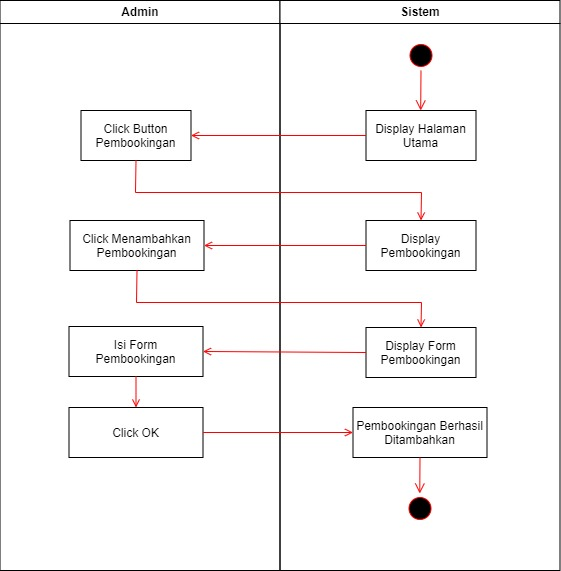 Admin
Sistem
Display Halaman
Utama
Click Button
Pembookingan
Display
Pembookingan
Click Menambahkan
Pembookingan
Display Form
Pembookingan
Isi Form
Pembookingan
Click OK
Pembookingan Berhasil
Ditambahkan